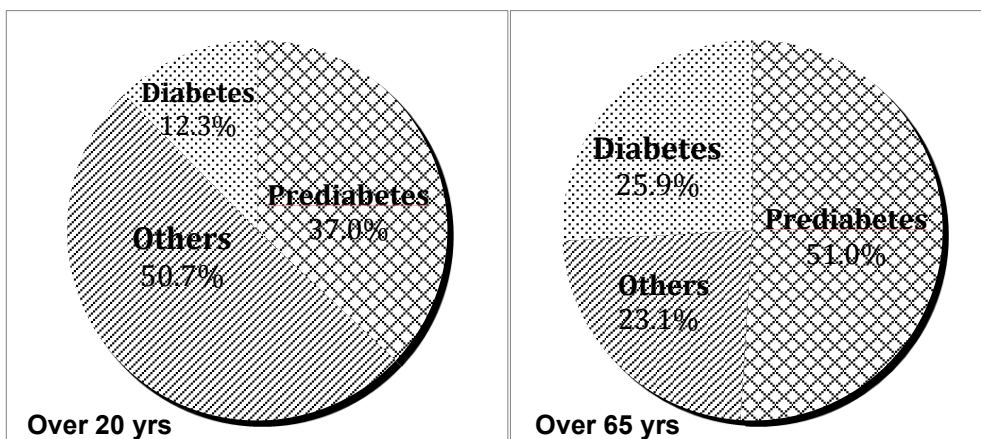 Diabetes
12.3%
Prediabetes
37.0%
Others
50.7%
Over 20 yrs
Diabetes
25.9%
Prediabetes
51.0%
Others
23.1%
Over 65 yrs